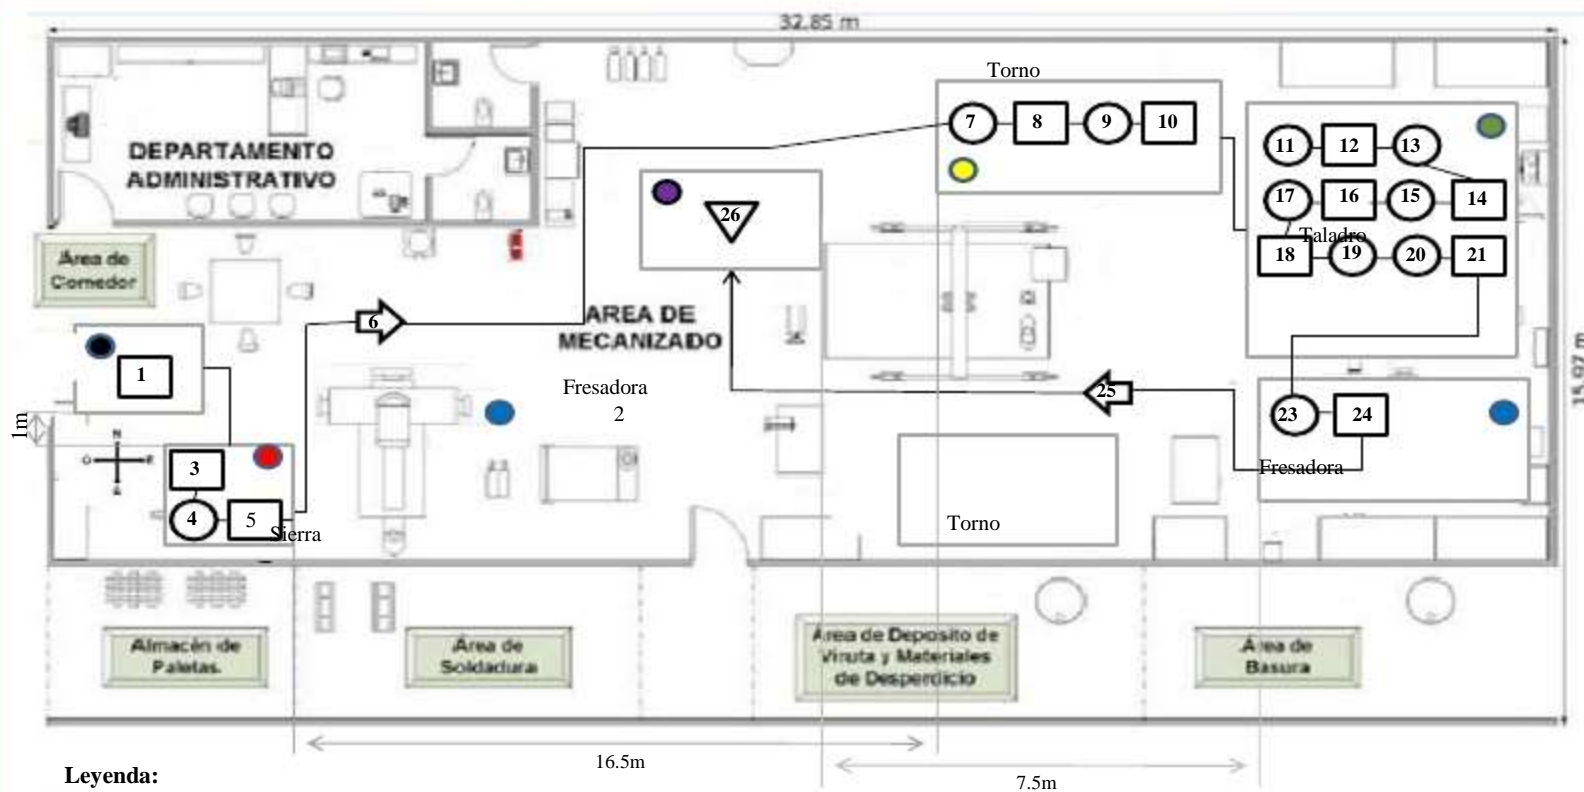 32.85 m
Torno
7 8 9 10
11 12 13
DEPARTAMENTO
ADMINISTRATIVO
17 16 15 14
26
Taladro
18 19 20 21
Área de
Comedor
6
AREA DE
MECANIZADO
15.97 m
1
Fresadora
2
25
23 24
1m
N
O E
S
3
Fresadora
4 5
Sierra
Torno
Almacén de
Paletas
Área de
Soldadura
Área de Deposito de
Viruta y Materiales
de Desperdicio
Área de
Basura
16.5m
7.5m
Leyenda: